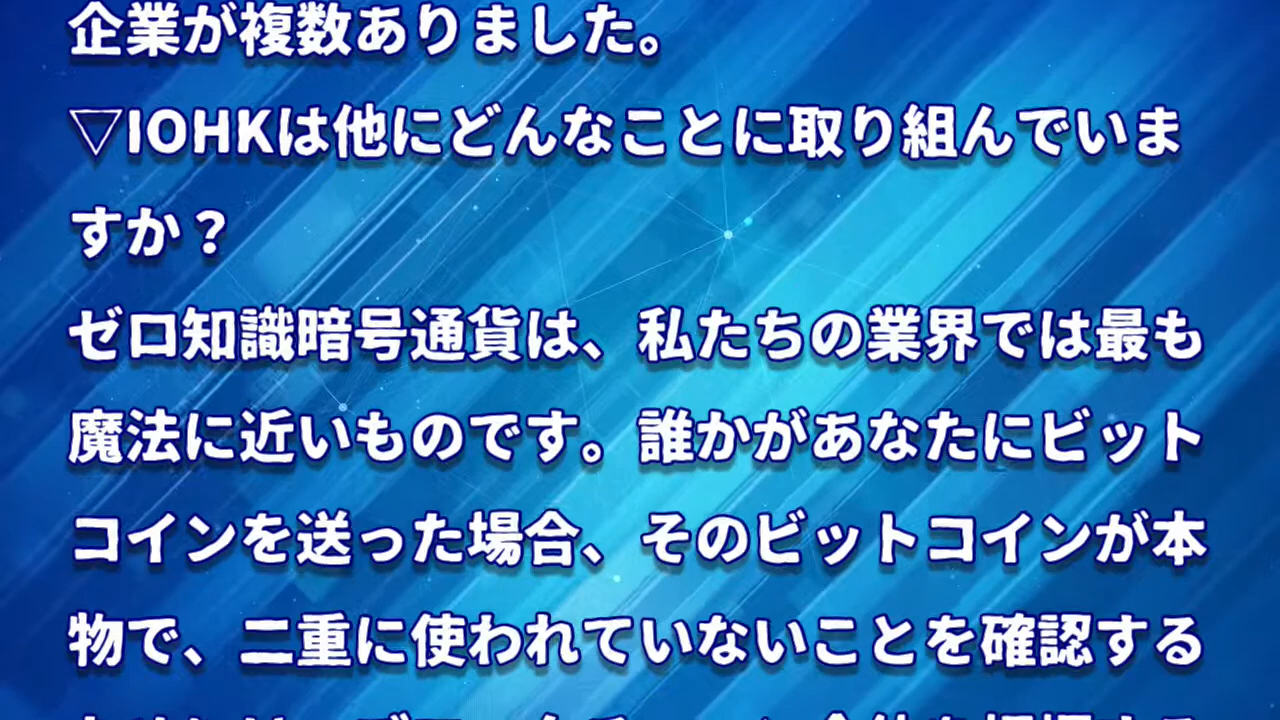 企業が複数ありました。
▽IOHKは他にどんなことに取り組んでいま
すか？
ゼロ知識暗号通貨は、私たちの業界では最も
魔法に近いものです。誰かがあなたにビット
コインを送った場合、そのビットコインが本
物で、二重に使われていないことを確認する